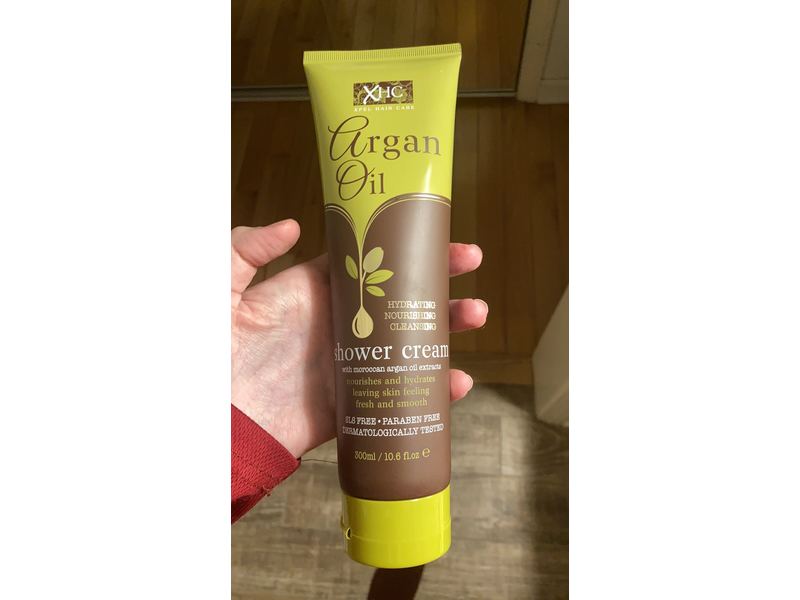 XHC
XPEL HAIR CARE
Argan
Oil
HYDRATING
NOURISHING
CLEANSING
shower cream
with moroccan argan oil extracts
nourishes and hydrates
leaving skin feeling
fresh and smooth
SLS FREE • PARABEN FREE
DERMATOLOGICALLY TESTED
300ml / 10.6 fl.oz ℮